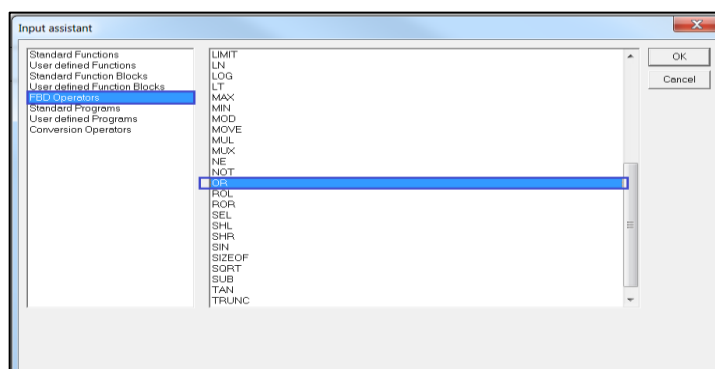 Input assistant
Standard Functions
User defined Functions
Standard Function Blocks
User defined Function Blocks
FBD Operators
Standard Programs
User defined Programs
Conversion Operators
LIMIT
LN
LOG
LT
MAX
MIN
MOD
MOVE
MUL
MUX
NE
NOT
OR
ROL
ROR
SEL
SHL
SHR
SIN
SIZEOF
SQRT
SUB
TAN
TRUNC
OK
Cancel